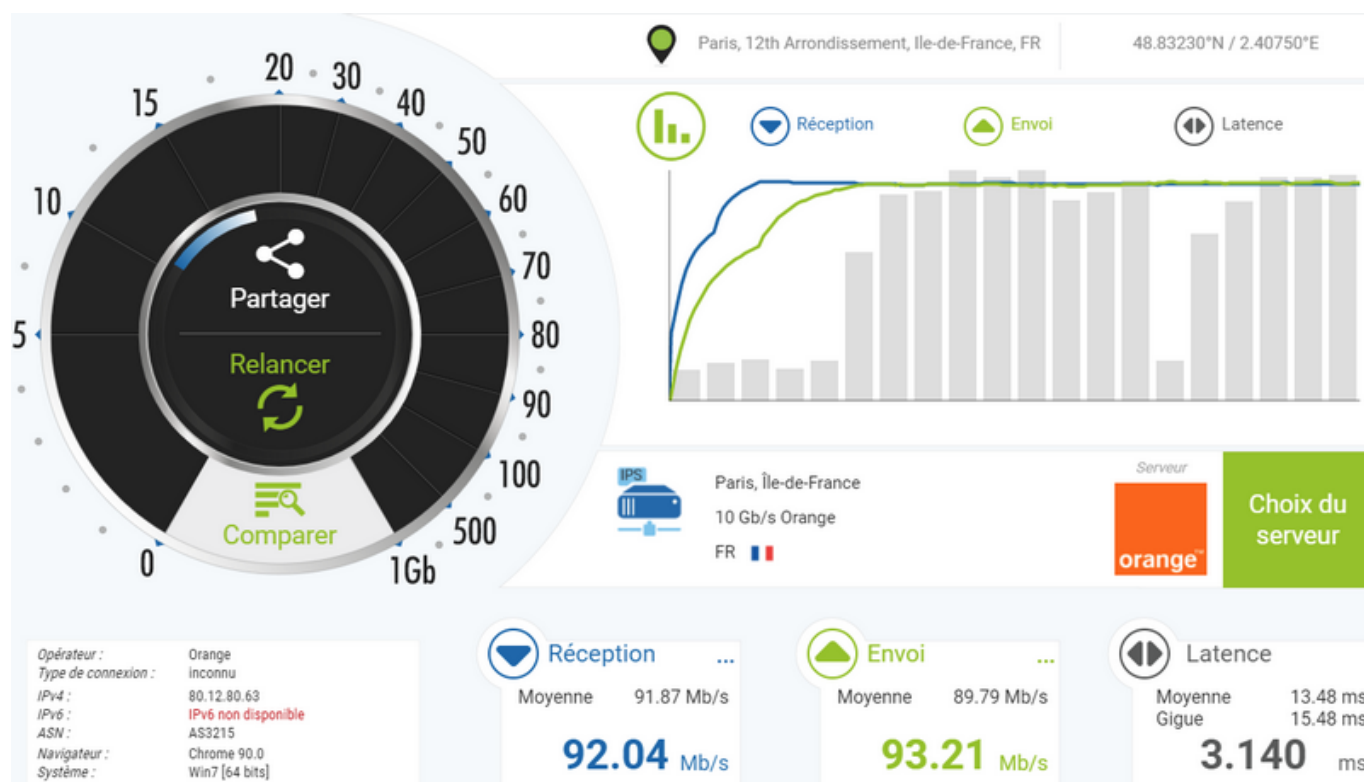 Paris, 12th Arrondissement, Ile-de-France, FR
48.83230°N / 2.40750°E
0
5
10
15
20
30
40
50
60
70
80
90
100
500
1Gb
Partager
Relancer
Comparer
Réception
Envoi
Latence
IPS
Paris, Île-de-France
10 Gb/s Orange
FR
Serveur
orange™
Choix du
serveur
Opérateur : Orange
Type de connexion : inconnu
IPv4 : 80.12.80.63
IPv6 : IPv6 non disponible
ASN : AS3215
Navigateur : Chrome 90.0
Système : Win7 [64 bits]
Réception ...
Moyenne 91.87 Mb/s
92.04 Mb/s
Envoi ...
Moyenne 89.79 Mb/s
93.21 Mb/s
Latence
Moyenne 13.48 ms
Gigue 15.48 ms
3.140 ms